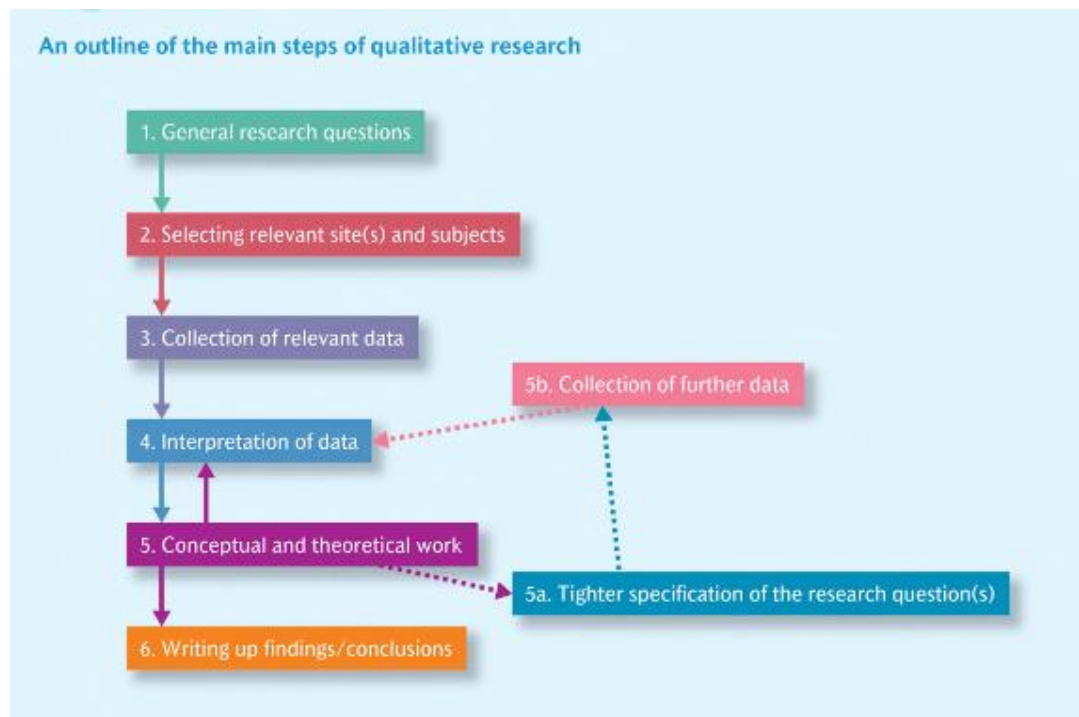 An outline of the main steps of qualitative research
1. General research questions
2. Selecting relevant site(s) and subjects
3. Collection of relevant data
5b. Collection of further data
4. Interpretation of data
5. Conceptual and theoretical work
5a. Tighter specification of the research question(s)
6. Writing up findings/conclusions